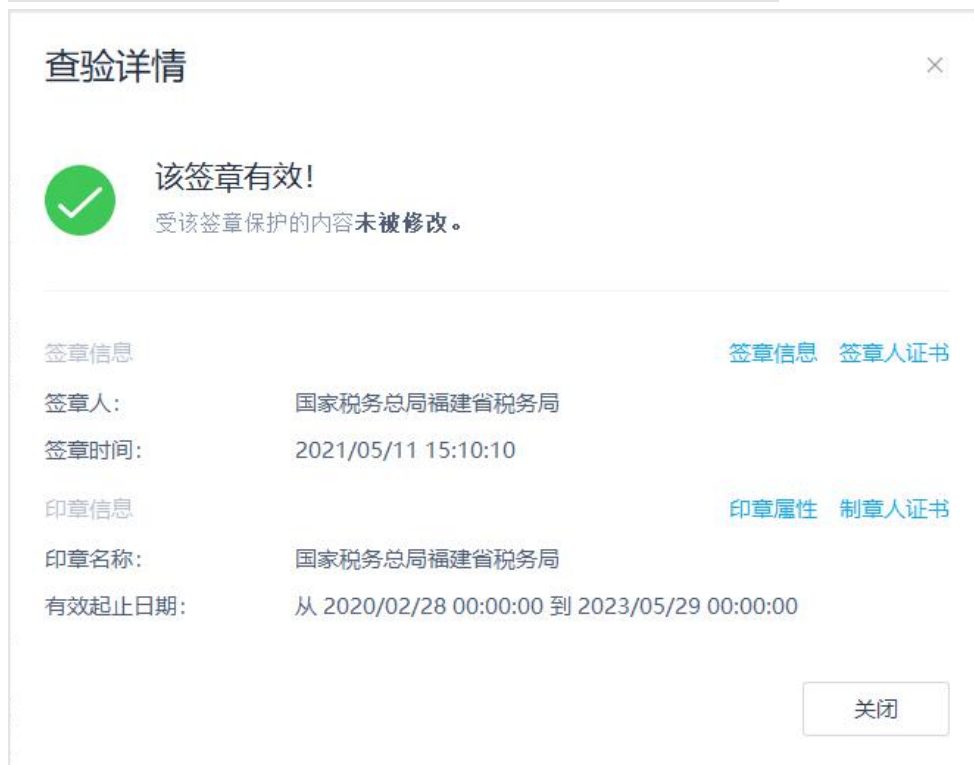 查验详情
该签章有效!
受该签章保护的内容未被修改。
签章信息 签章信息 签章人证书
签章人: 国家税务总局福建省税务局
签章时间: 2021/05/11 15:10:10
印章信息 印章属性 制章人证书
印章名称: 国家税务总局福建省税务局
有效起止日期: 从 2020/02/28 00:00:00 到 2023/05/29 00:00:00
关闭